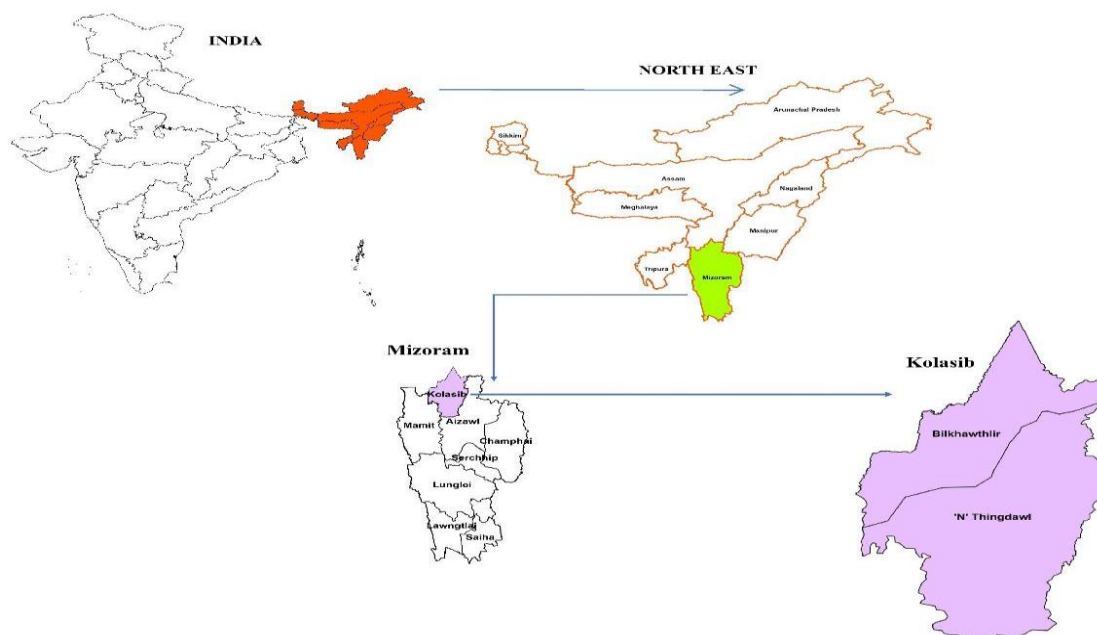 INDIA
NORTH EAST
Arunachal Pradesh
Sikkim
Assam
Nagaland
Meghalaya
Manipur
Tripura
Mizoram
Mizoram
Kolasib
Kolasib
Mamit
Aizawl
Champhai
Serchhip
Lunglei
Lawngtlai
Saiha
Bilkhawthlir
'N' Thingdawl